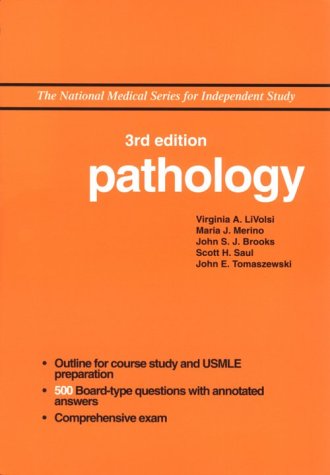 The National Medical Series for Independent Study
3rd edition
pathology
Virginia A. LiVolsi
Maria J. Merino
John S. J. Brooks
Scott H. Saul
John E. Tomaszewski
• Outline for course study and USMLE
preparation
• 500 Board-type questions with annotated
answers
• Comprehensive exam